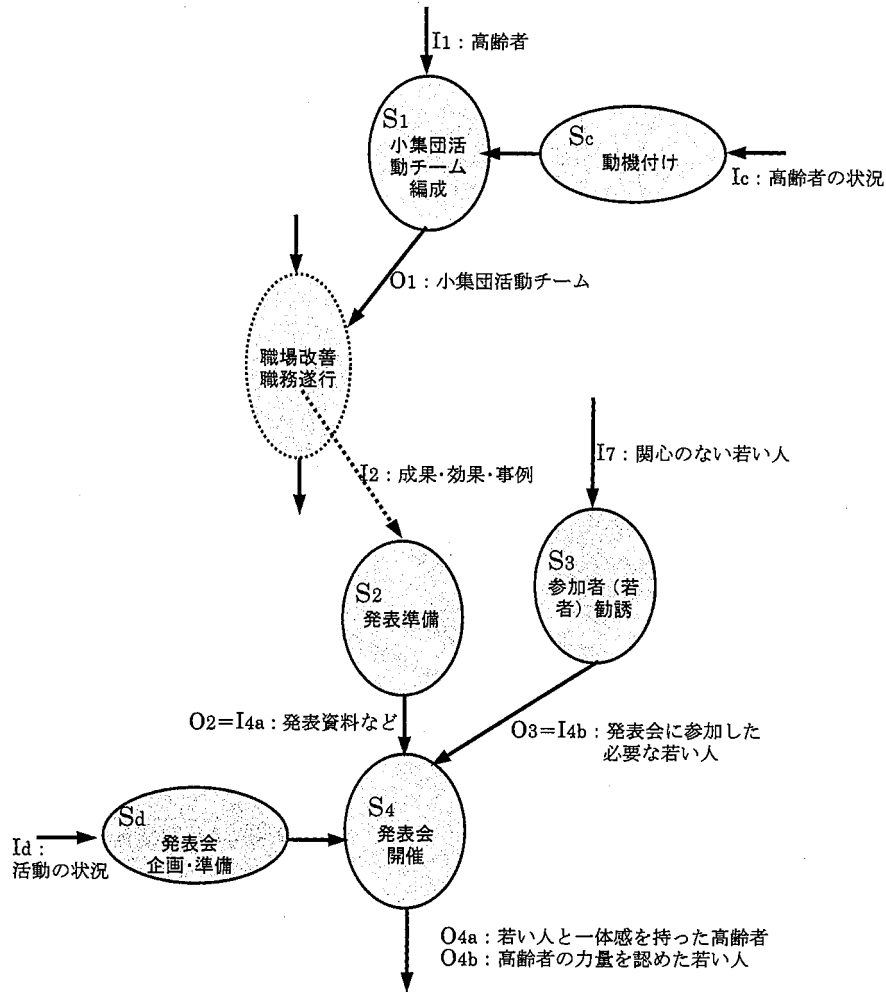 I1：高齢者
S1
小集団活
動チーム
編成
Sc
動機付け
Ic：高齢者の状況
O1：小集団活動チーム
職場改善
職務遂行
I7：関心のない若い人
I2：成果・効果・事例
S3
参加者（若
者）勧誘
S2
発表準備
O2＝I4a：発表資料など
O3＝I4b：発表会に参加した
必要な若い人
S4
発表会
開催
Sd
発表会
企画・準備
Id：
活動の状況
O4a：若い人と一体感を持った高齢者
O4b：高齢者の力量を認めた若い人